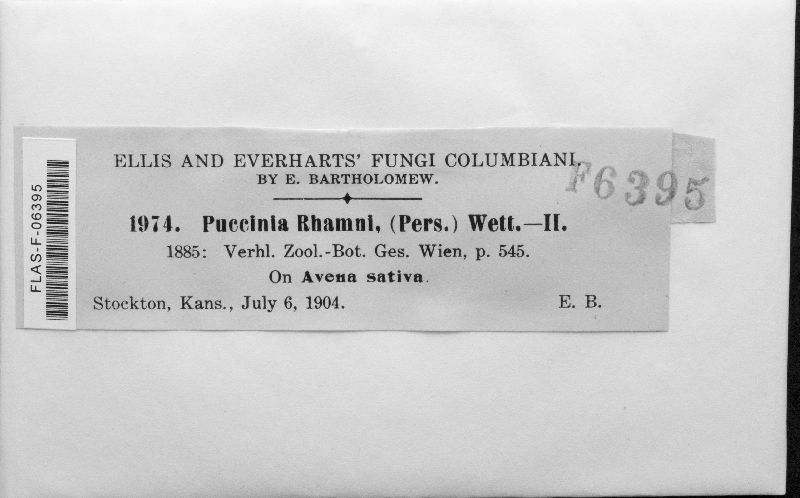 ELLIS AND EVERHARTS' FUNGI COLUMBIANI.
BY E. BARTHOLOMEW.
F6395
1974. Puccinia Rhamni, (Pers.) Wett.—II.
1885: Verhl. Zool.-Bot. Ges. Wien, p. 545.
On Avena sativa.
Stockton, Kans., July 6, 1904. E. B.
FLAS-F-06395